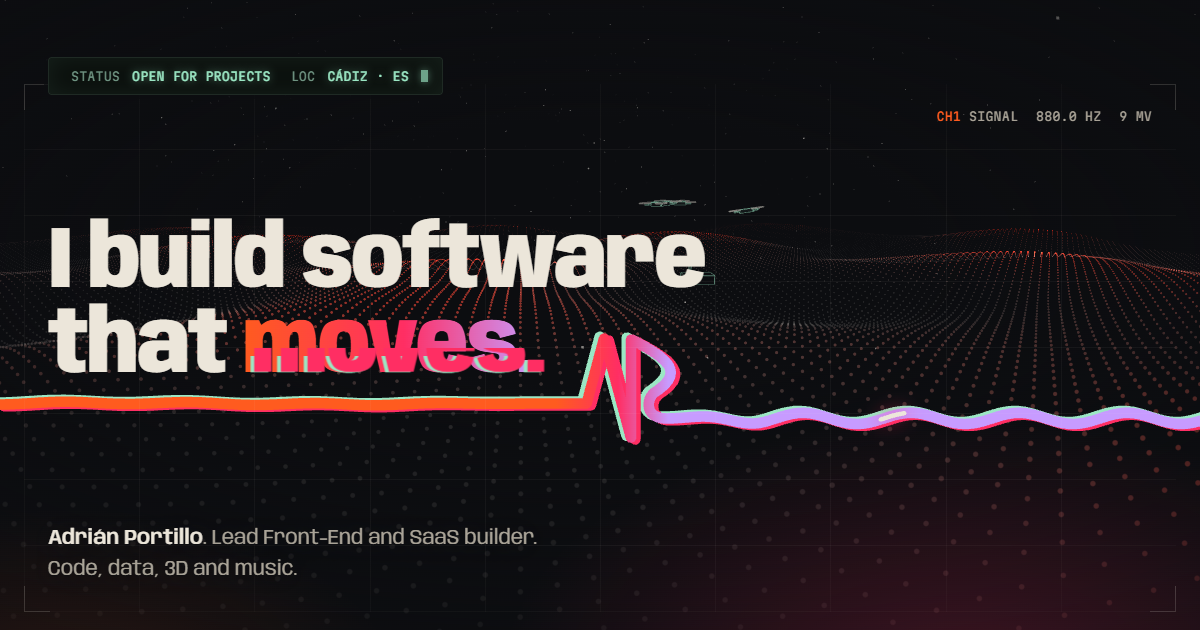 STATUS OPEN FOR PROJECTS LOC CÁDIZ · ES
CH1 SIGNAL 880.0 HZ 9 MV
I build software
that moves.
Adrián Portillo. Lead Front-End and SaaS builder.
Code, data, 3D and music.